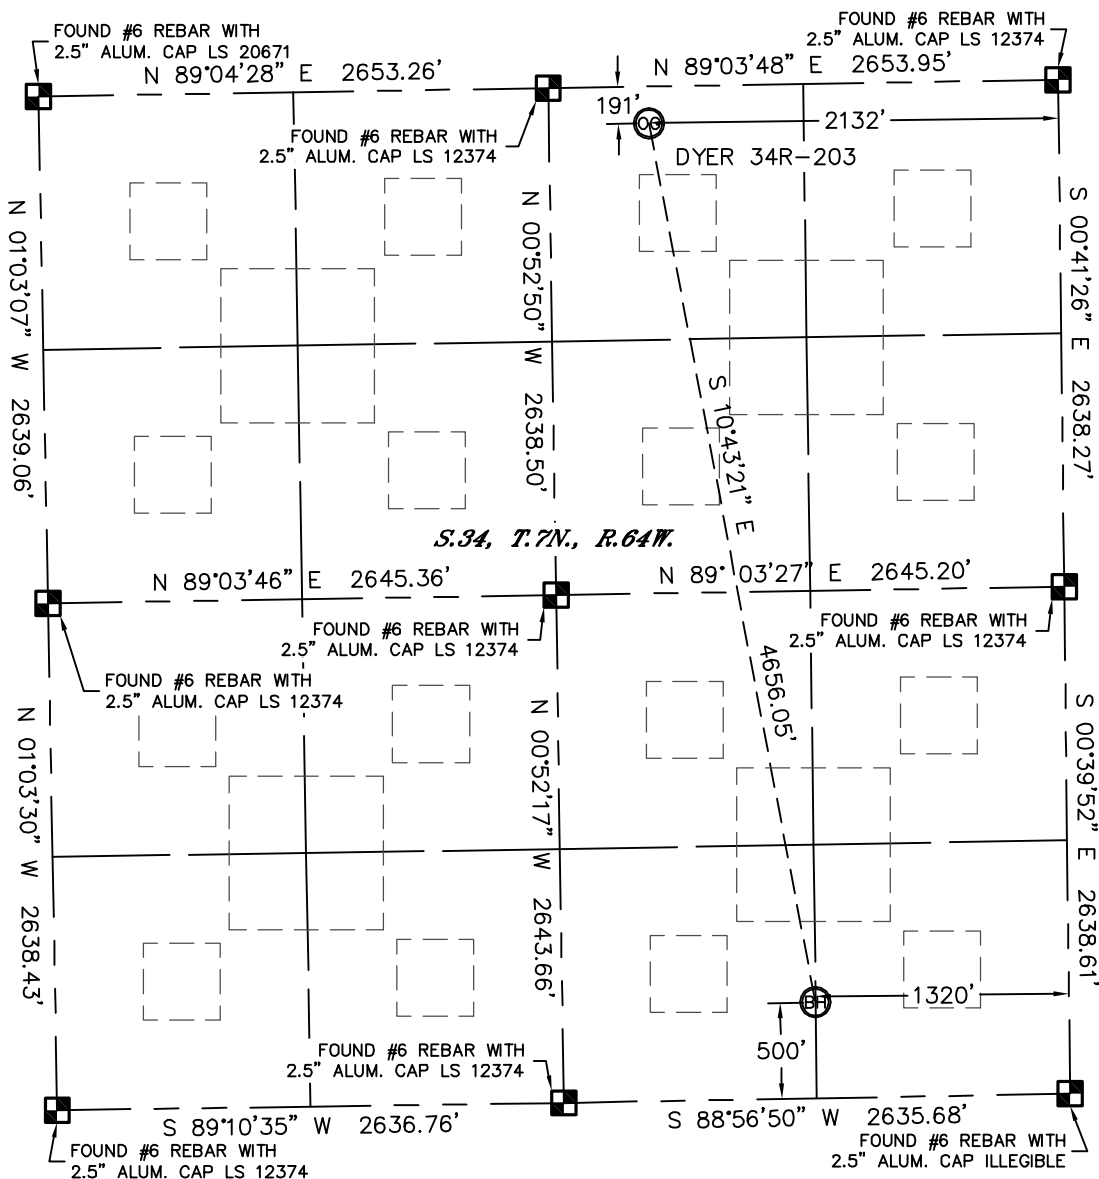 FOUND #6 REBAR WITH
2.5" ALUM. CAP LS 20671
FOUND #6 REBAR WITH
2.5" ALUM. CAP LS 12374
N 89°04'28" E 2653.26'
N 89°03'48" E 2653.95'
191'
OG
2132'
FOUND #6 REBAR WITH
2.5" ALUM. CAP LS 12374
DYER 34R-203
N 01°03'07" W 2639.06'
N 00°52'50" W 2638.50'
S 00°41'26" E 2638.27'
S 10°43'21" E
4656.05'
S.34, T.7N., R.64W.
N 89°03'46" E 2645.36'
N 89° 03'27" E 2645.20'
FOUND #6 REBAR WITH
2.5" ALUM. CAP LS 12374
FOUND #6 REBAR WITH
2.5" ALUM. CAP LS 12374
FOUND #6 REBAR WITH
2.5" ALUM. CAP LS 12374
N 01°03'30" W 2638.43'
N 00°52'17" W 2643.66'
S 00°39'52" E 2638.61'
BH
1320'
500'
FOUND #6 REBAR WITH
2.5" ALUM. CAP LS 12374
S 89°10'35" W 2636.76'
S 88°56'50" W 2635.68'
FOUND #6 REBAR WITH
2.5" ALUM. CAP LS 12374
FOUND #6 REBAR WITH
2.5" ALUM. CAP ILLEGIBLE